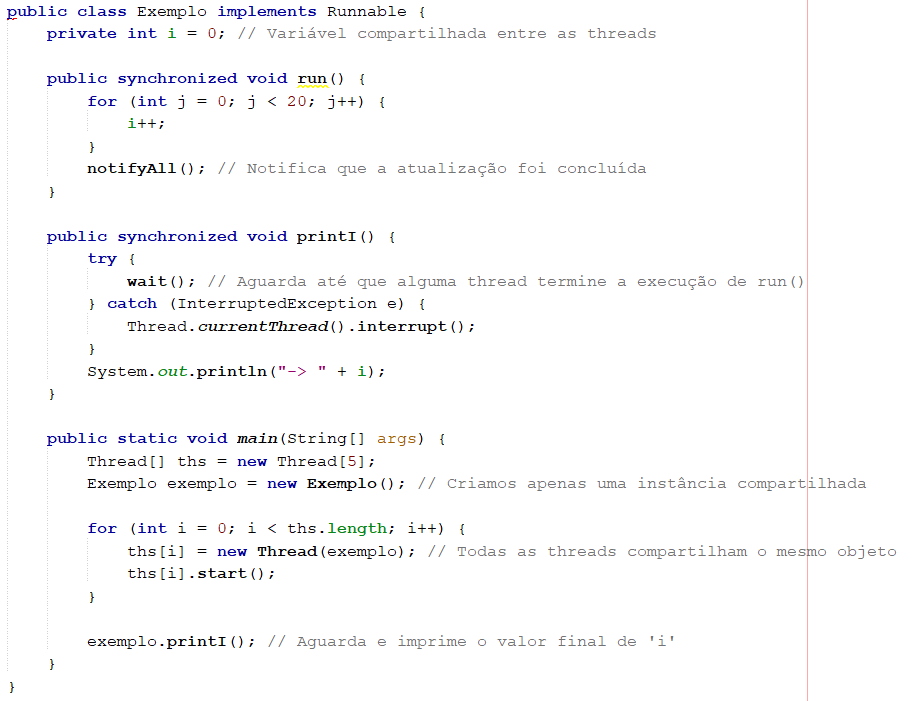 public class Exemplo implements Runnable {
    private int i = 0; // Variável compartilhada entre as threads

    public synchronized void run() {
        for (int j = 0; j < 20; j++) {
            i++;
        }
        notifyAll(); // Notifica que a atualização foi concluída
    }

    public synchronized void printI() {
        try {
            wait(); // Aguarda até que alguma thread termine a execução de run()
        } catch (InterruptedException e) {
            Thread.currentThread().interrupt();
        }
        System.out.println("-> " + i);
    }

    public static void main(String[] args) {
        Thread[] ths = new Thread[5];
        Exemplo exemplo = new Exemplo(); // Criamos apenas uma instância compartilhada

        for (int i = 0; i < ths.length; i++) {
            ths[i] = new Thread(exemplo); // Todas as threads compartilham o mesmo objeto
            ths[i].start();
        }

        exemplo.printI(); // Aguarda e imprime o valor final de 'i'
    }
}